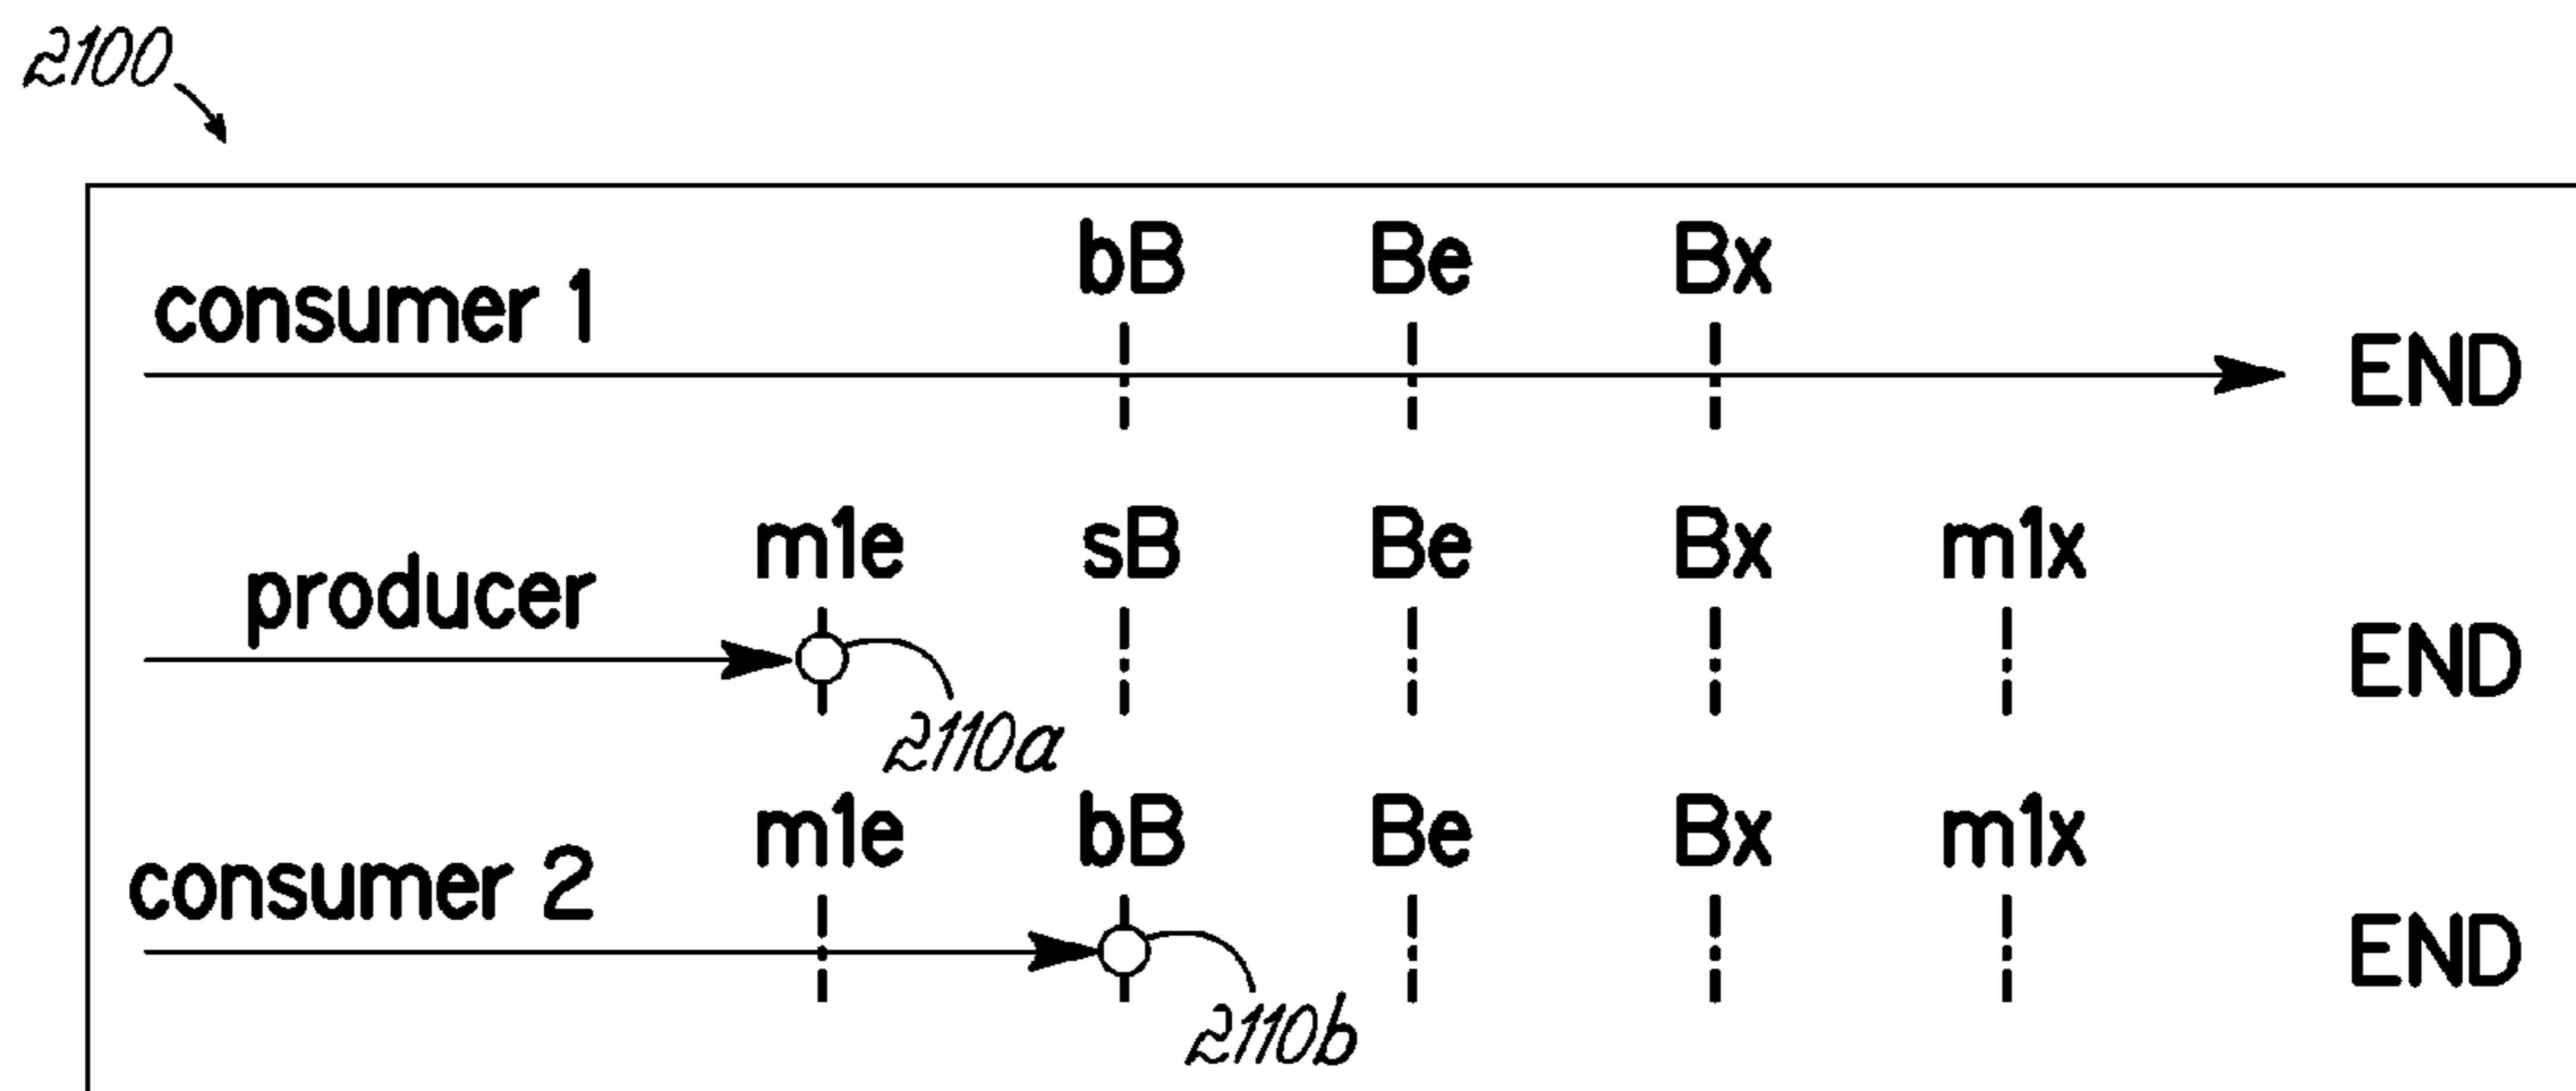 2100
bB Be Bx
consumer 1
END
m1e sB Be Bx m1x
producer
END
2110a
m1e bB Be Bx m1x
consumer 2
END
2110b